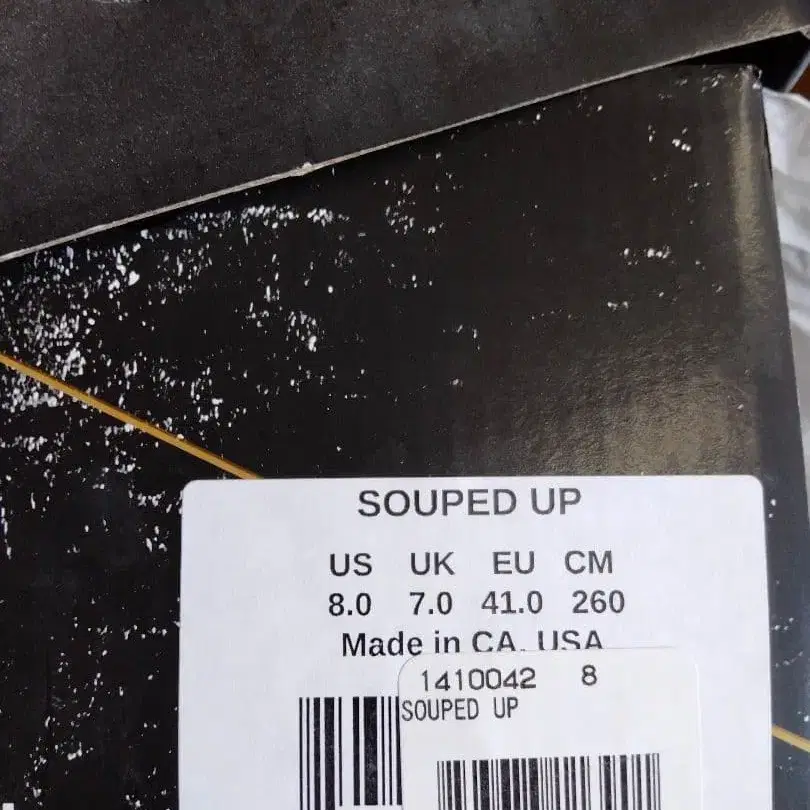 SOUPED UP
US UK EU CM
8.0 7.0 41.0 260
Made in CA, USA
1410042 8
SOUPED UP